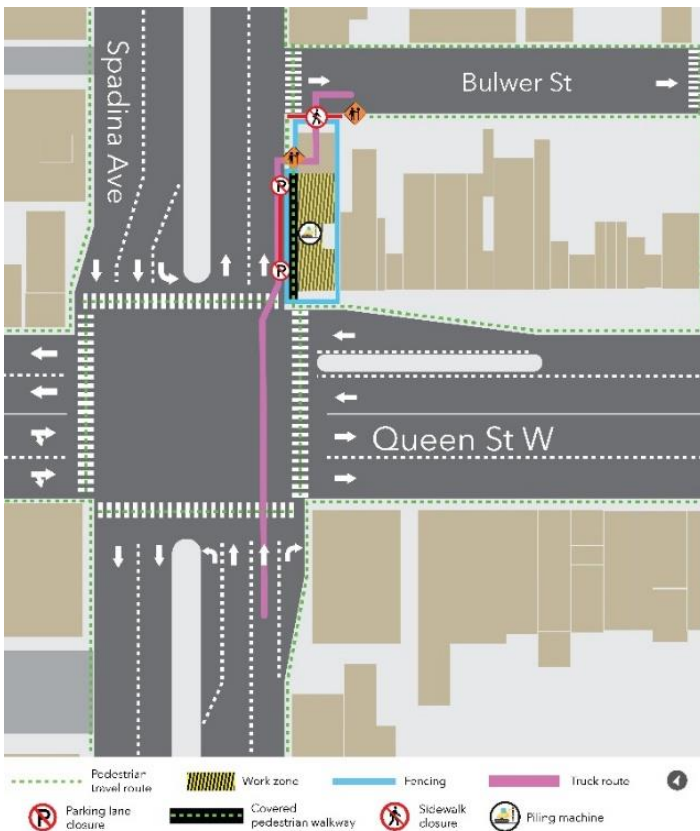 Spadina Ave
Bulwer St
Queen St W
Pedestrian
travel route
Work zone
Fencing
Truck route
Parking lane
closure
Covered
pedestrian walkway
Sidewalk
closure
Piling machine